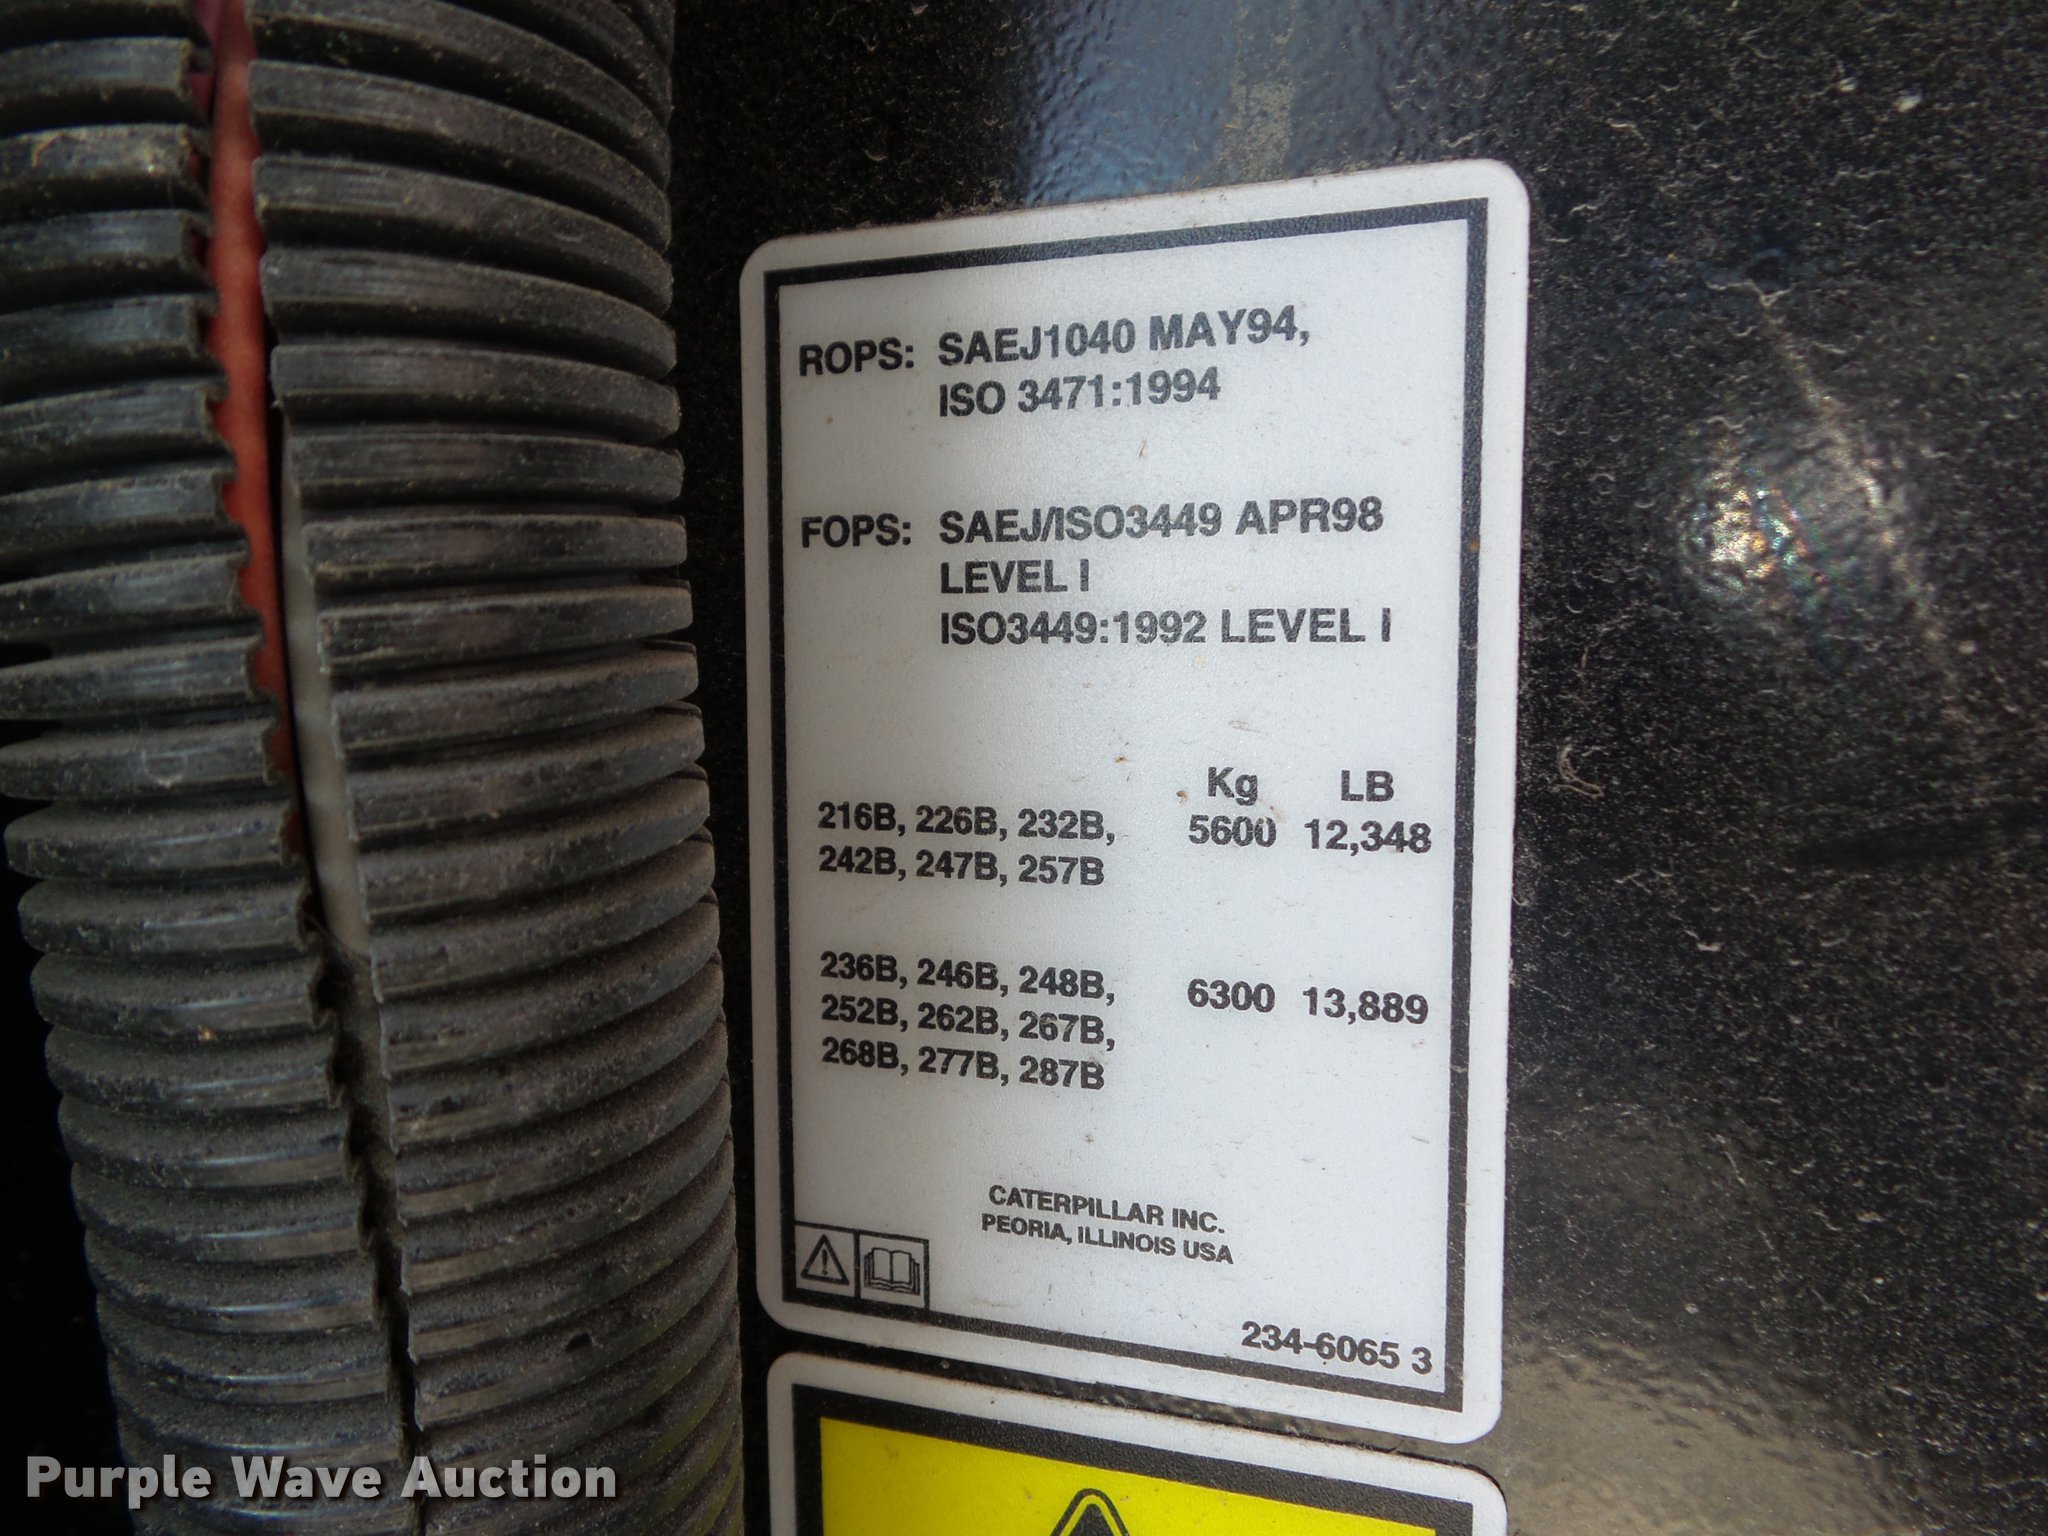 ROPS: SAEJ1040 MAY94,
ISO 3471:1994
FOPS: SAEJ/ISO3449 APR98
LEVEL I
ISO3449:1992 LEVEL I
Kg LB
216B, 226B, 232B, 5600 12,348
242B, 247B, 257B
236B, 246B, 248B, 6300 13,889
252B, 262B, 267B,
268B, 277B, 287B
CATERPILLAR INC.
PEORIA, ILLINOIS USA
234-6065 3
Purple Wave Auction